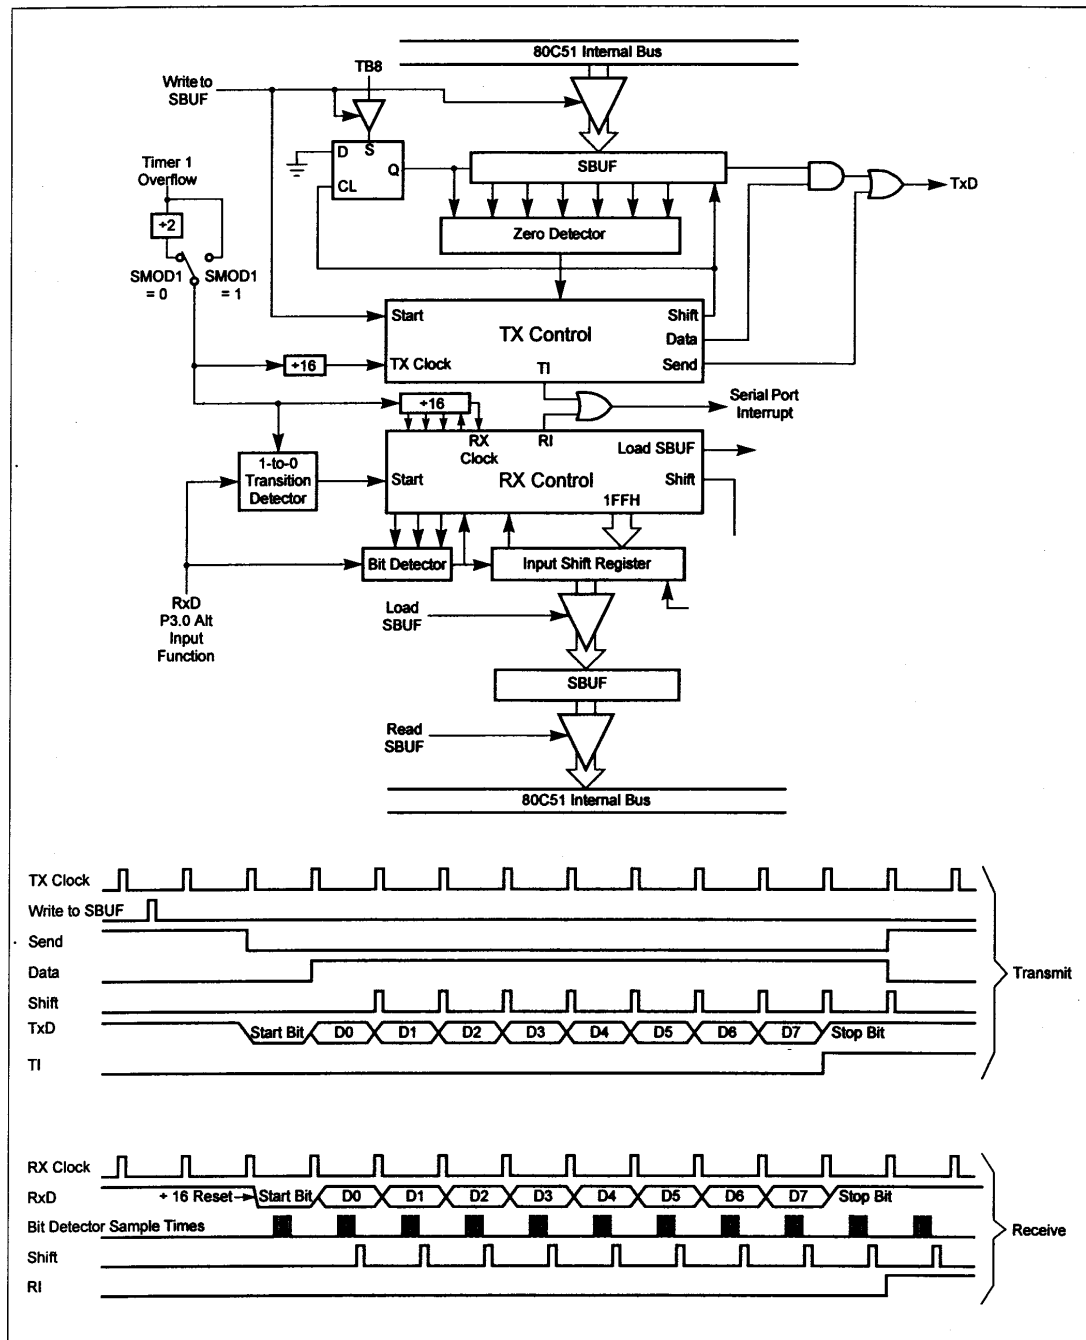 80C51 Internal Bus
TB8
Write to
SBUF
D
S
Q
CL
SBUF
TxD
Timer 1
Overflow
÷2
Zero Detector
SMOD1
= 0
SMOD1
= 1
Start
Shift
TX Control
Data
÷16
TX Clock
TI
Send
÷16
Serial Port
Interrupt
RX
Clock
RI
Load SBUF
1-to-0
Transition
Detector
Start
RX Control
Shift
1FFH
Bit Detector
Input Shift Register
RxD
P3.0 Alt
Input
Function
Load
SBUF
SBUF
Read
SBUF
80C51 Internal Bus
TX Clock
Write to SBUF
Send
Data
Transmit
Shift
TxD Start Bit D0 D1 D2 D3 D4 D5 D6 D7 Stop Bit
TI
RX Clock
RxD ÷ 16 Reset Start Bit D0 D1 D2 D3 D4 D5 D6 D7 Stop Bit
Bit Detector Sample Times
Receive
Shift
RI